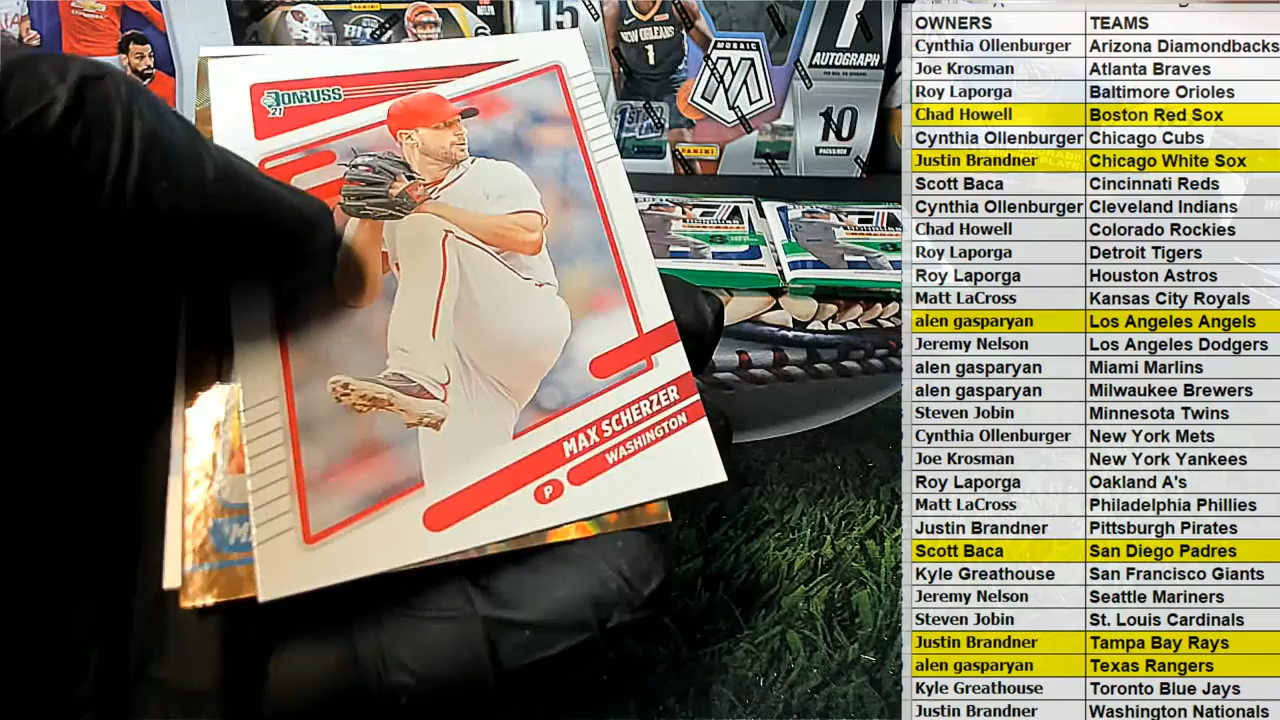 15
NEW ORLEANS
1
MOSAIC
AUTOGRAPH
1ST
PANINI
10
DONRUSS
21
MAX SCHERZER
WASHINGTON
P
OWNERS TEAMS
Cynthia Ollenburger Arizona Diamondbacks
Joe Krosman Atlanta Braves
Roy Laporga Baltimore Orioles
Chad Howell Boston Red Sox
Cynthia Ollenburger Chicago Cubs
Justin Brandner Chicago White Sox
Scott Baca Cincinnati Reds
Cynthia Ollenburger Cleveland Indians
Chad Howell Colorado Rockies
Roy Laporga Detroit Tigers
Roy Laporga Houston Astros
Matt LaCross Kansas City Royals
alen gasparyan Los Angeles Angels
Jeremy Nelson Los Angeles Dodgers
alen gasparyan Miami Marlins
alen gasparyan Milwaukee Brewers
Steven Jobin Minnesota Twins
Cynthia Ollenburger New York Mets
Joe Krosman New York Yankees
Roy Laporga Oakland A's
Matt LaCross Philadelphia Phillies
Justin Brandner Pittsburgh Pirates
Scott Baca San Diego Padres
Kyle Greathouse San Francisco Giants
Jeremy Nelson Seattle Mariners
Steven Jobin St. Louis Cardinals
Justin Brandner Tampa Bay Rays
alen gasparyan Texas Rangers
Kyle Greathouse Toronto Blue Jays
Justin Brandner Washington Nationals